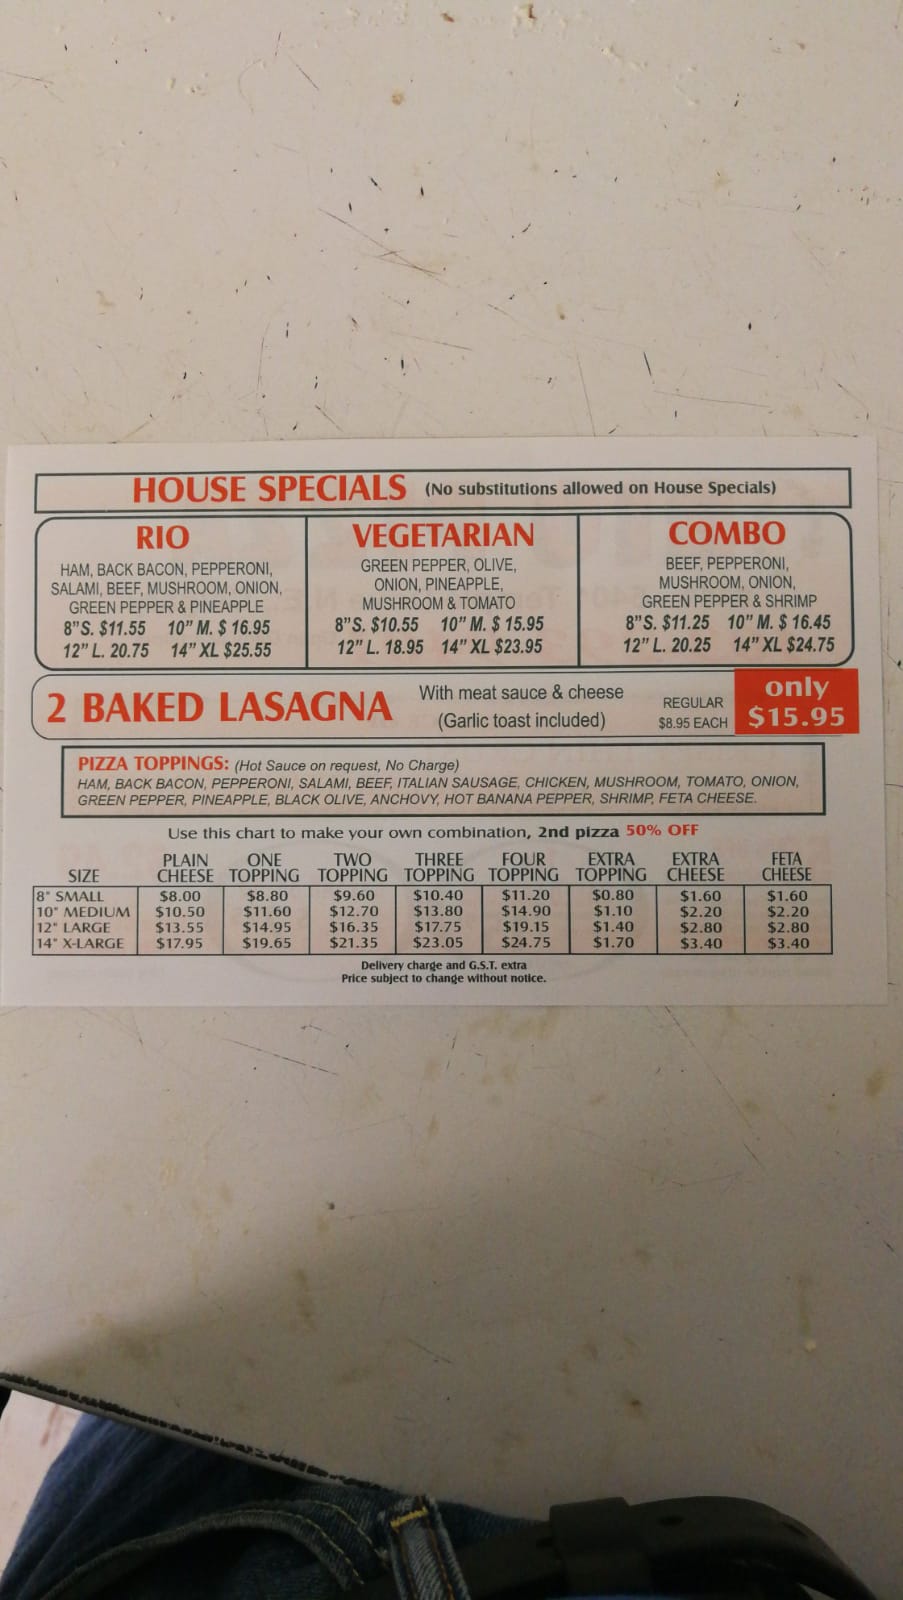 HOUSE SPECIALS (No substitutions allowed on House Specials)
RIO
HAM, BACK BACON, PEPPERONI,
SALAMI, BEEF, MUSHROOM, ONION,
GREEN PEPPER & PINEAPPLE
8"S. $11.55 10" M. $ 16.95
12" L. 20.75 14" XL $25.55
VEGETARIAN
GREEN PEPPER, OLIVE,
ONION, PINEAPPLE,
MUSHROOM & TOMATO
8"S. $10.55 10" M. $ 15.95
12" L. 18.95 14" XL $23.95
COMBO
BEEF, PEPPERONI,
MUSHROOM, ONION,
GREEN PEPPER & SHRIMP
8"S. $11.25 10" M. $ 16.45
12" L. 20.25 14" XL $24.75
2 BAKED LASAGNA
With meat sauce & cheese
(Garlic toast included)
REGULAR
$8.95 EACH
only
$15.95
PIZZA TOPPINGS: (Hot Sauce on request, No Charge)
HAM, BACK BACON, PEPPERONI, SALAMI, BEEF, ITALIAN SAUSAGE, CHICKEN, MUSHROOM, TOMATO, ONION,
GREEN PEPPER, PINEAPPLE, BLACK OLIVE, ANCHOVY, HOT BANANA PEPPER, SHRIMP, FETA CHEESE.
Use this chart to make your own combination, 2nd pizza 50% OFF
PLAIN ONE TWO THREE FOUR EXTRA EXTRA FETA
SIZE CHEESE TOPPING TOPPING TOPPING TOPPING TOPPING CHEESE CHEESE
8" SMALL $8.00 $8.80 $9.60 $10.40 $11.20 $0.80 $1.60 $1.60
10" MEDIUM $10.50 $11.60 $12.70 $13.80 $14.90 $1.10 $2.20 $2.20
12" LARGE $13.55 $14.95 $16.35 $17.75 $19.15 $1.40 $2.80 $2.80
14" X-LARGE $17.95 $19.65 $21.35 $23.05 $24.75 $1.70 $3.40 $3.40
Delivery charge and G.S.T. extra
Price subject to change without notice.